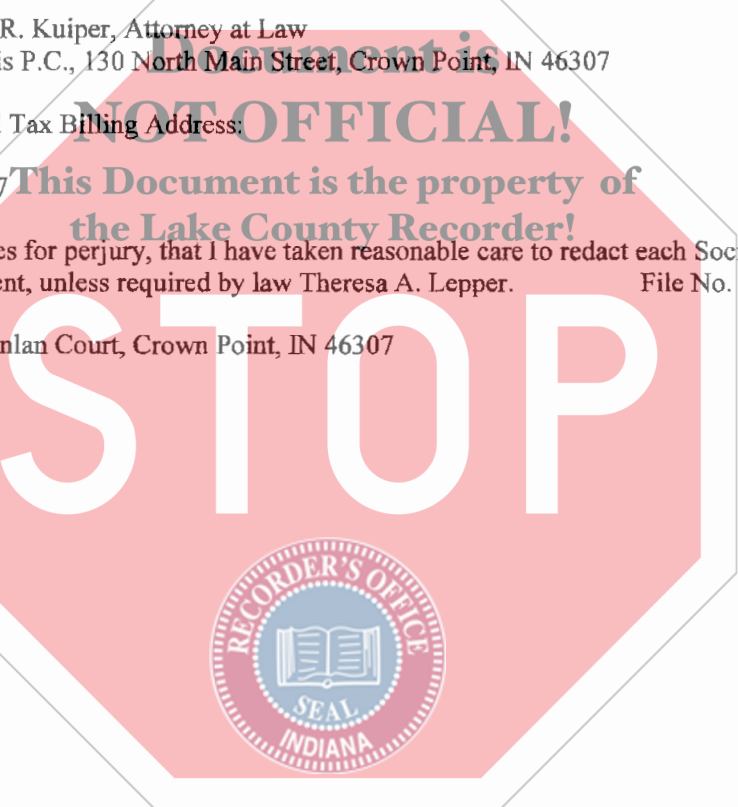 R. Kuiper, Attorney at Law
Document is
is P.C., 130 North Main Street, Crown Point, IN 46307
NOT OFFICIAL!
Tax Billing Address:
This Document is the property of
7
the Lake County Recorder!
es for perjury, that I have taken reasonable care to redact each Soc
ent, unless required by law Theresa A. Lepper. File No.
nlan Court, Crown Point, IN 46307
STOP
RECORDER'S OFFICE
SEAL
INDIANA